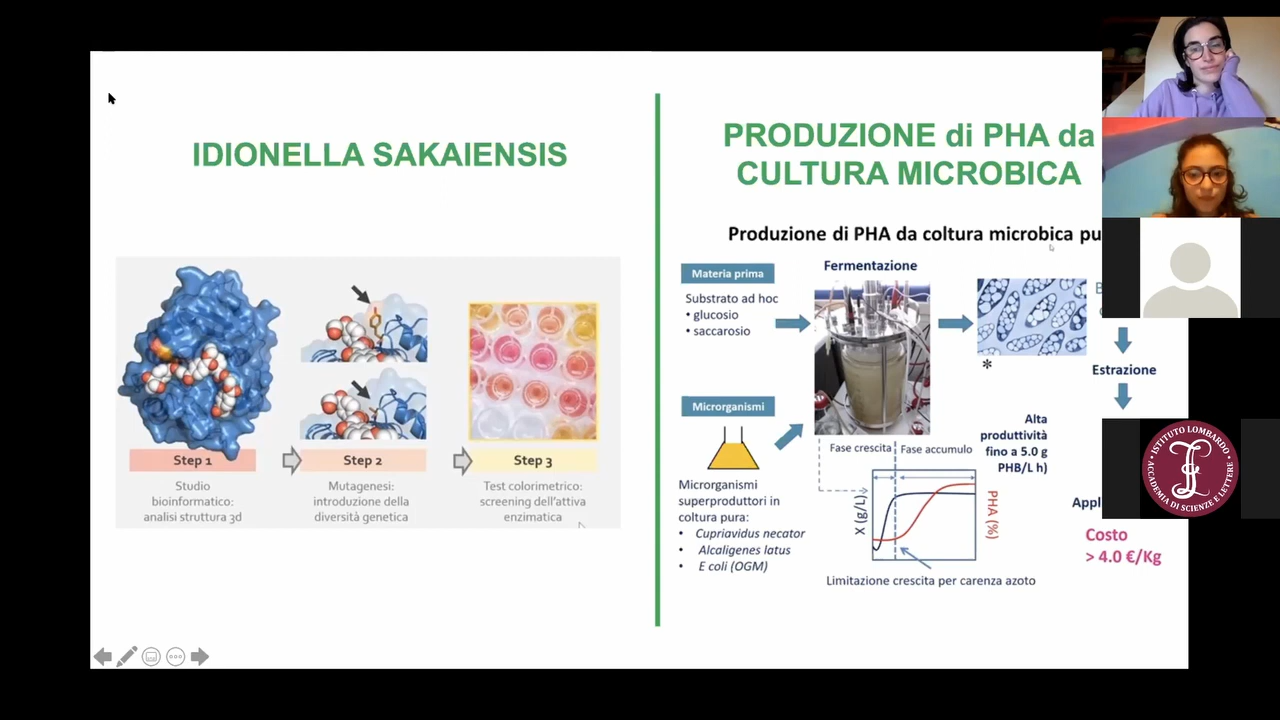 IDIONELLA SAKAIENSIS
Step 1
Step 2
Step 3
Studio
bioinformatico:
analisi struttura 3d
Mutagenesi:
introduzione della
diversità genetica
Test colorimetrico:
screening dell'attiva
enzimatica
PRODUZIONE di PHA da
CULTURA MICROBICA
Produzione di PHA da coltura microbica pu
Materia prima
Substrato ad hoc
• glucosio
• saccarosio
Fermentazione
*
Estrazione
Microrganismi
Microrganismi
superproduttori in
coltura pura:
• Cupriavidus necator
• Alcaligenes latus
• E coli (OGM)
Alta
produttività
fino a 5.0 g
PHB/L h)
Fase crescita
Fase accumulo
X (g/L)
PHA (%)
Limitazione crescita per carenza azoto
Appl
Costo
> 4.0 €/Kg
ISTITUTO LOMBARDO
ACCADEMIA DI SCIENZE E LETTERE